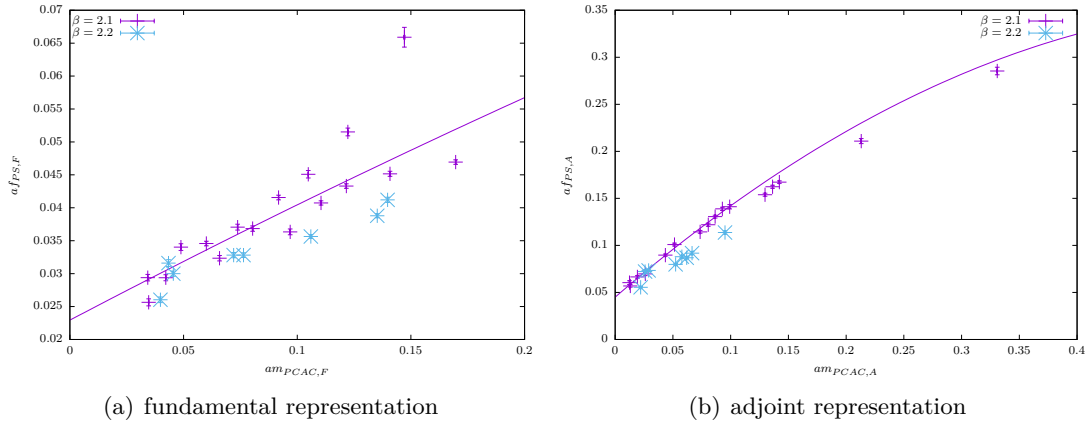 β = 2.1
β = 2.2
0.07
0.065
0.06
0.055
0.05
0.045
0.04
0.035
0.03
0.025
0.02
af_{PS,F}
0 0.05 0.1 0.15 0.2
am_{PCAC,F}
(a) fundamental representation
β = 2.1
β = 2.2
0.35
0.3
0.25
0.2
0.15
0.1
0.05
0
af_{PS,A}
0 0.05 0.1 0.15 0.2 0.25 0.3 0.35 0.4
am_{PCAC,A}
(b) adjoint representation